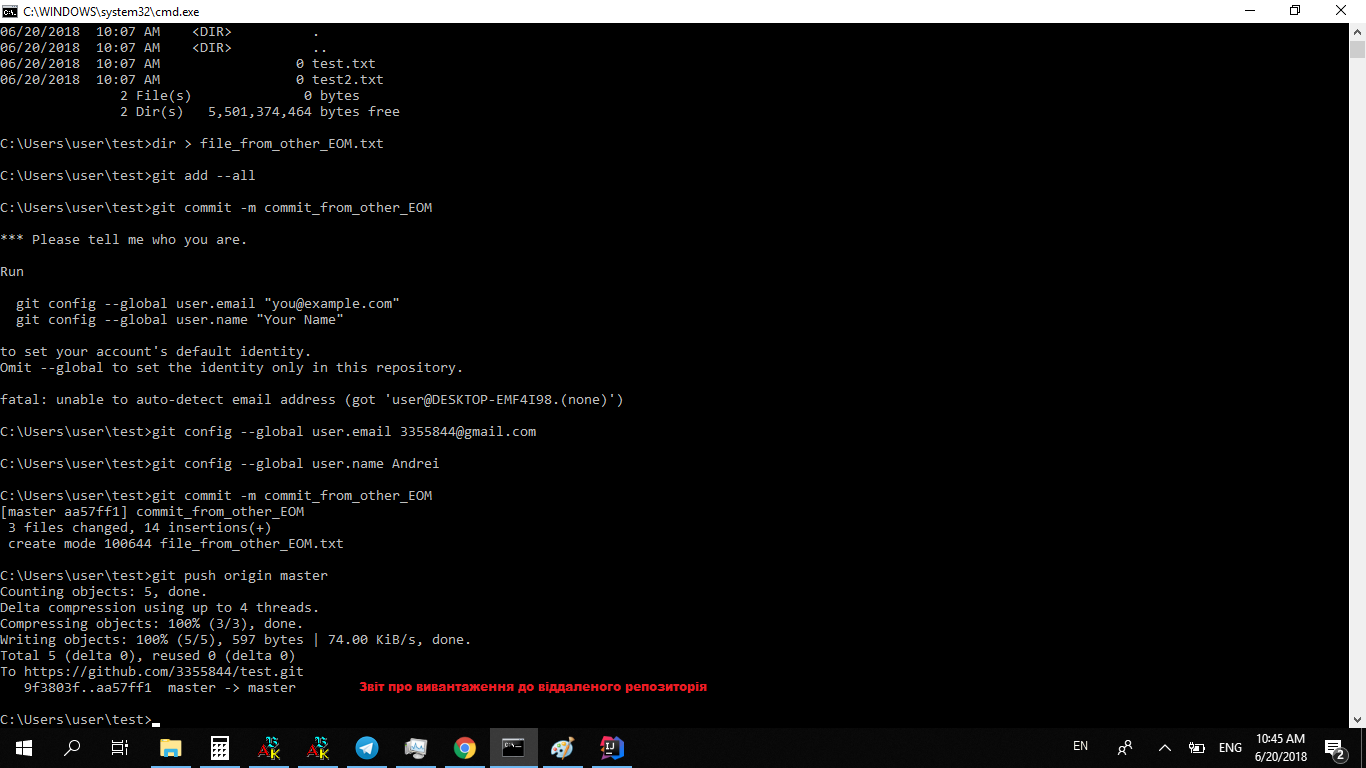 C:\WINDOWS\system32\cmd.exe
06/20/2018  10:07 AM    <DIR>          .
06/20/2018  10:07 AM    <DIR>          ..
06/20/2018  10:07 AM                 0 test.txt
06/20/2018  10:07 AM                 0 test2.txt
               2 File(s)              0 bytes
               2 Dir(s)   5,501,374,464 bytes free
C:\Users\user\test>dir > file_from_other_EOM.txt
C:\Users\user\test>git add --all
C:\Users\user\test>git commit -m commit_from_other_EOM
*** Please tell me who you are.
Run
  git config --global user.email "you@example.com"
  git config --global user.name "Your Name"
to set your account's default identity.
Omit --global to set the identity only in this repository.
fatal: unable to auto-detect email address (got 'user@DESKTOP-EMF4I98.(none)')
C:\Users\user\test>git config --global user.email 3355844@gmail.com
C:\Users\user\test>git config --global user.name Andrei
C:\Users\user\test>git commit -m commit_from_other_EOM
[master aa57ff1] commit_from_other_EOM
 3 files changed, 14 insertions(+)
 create mode 100644 file_from_other_EOM.txt
C:\Users\user\test>git push origin master
Counting objects: 5, done.
Delta compression using up to 4 threads.
Compressing objects: 100% (3/3), done.
Writing objects: 100% (5/5), 597 bytes | 74.00 KiB/s, done.
Total 5 (delta 0), reused 0 (delta 0)
To https://github.com/3355844/test.git
   9f3803f..aa57ff1  master -> master
Звіт про вивантаження до віддаленого репозиторія
C:\Users\user\test>
EN
ENG
10:45 AM
6/20/2018
2